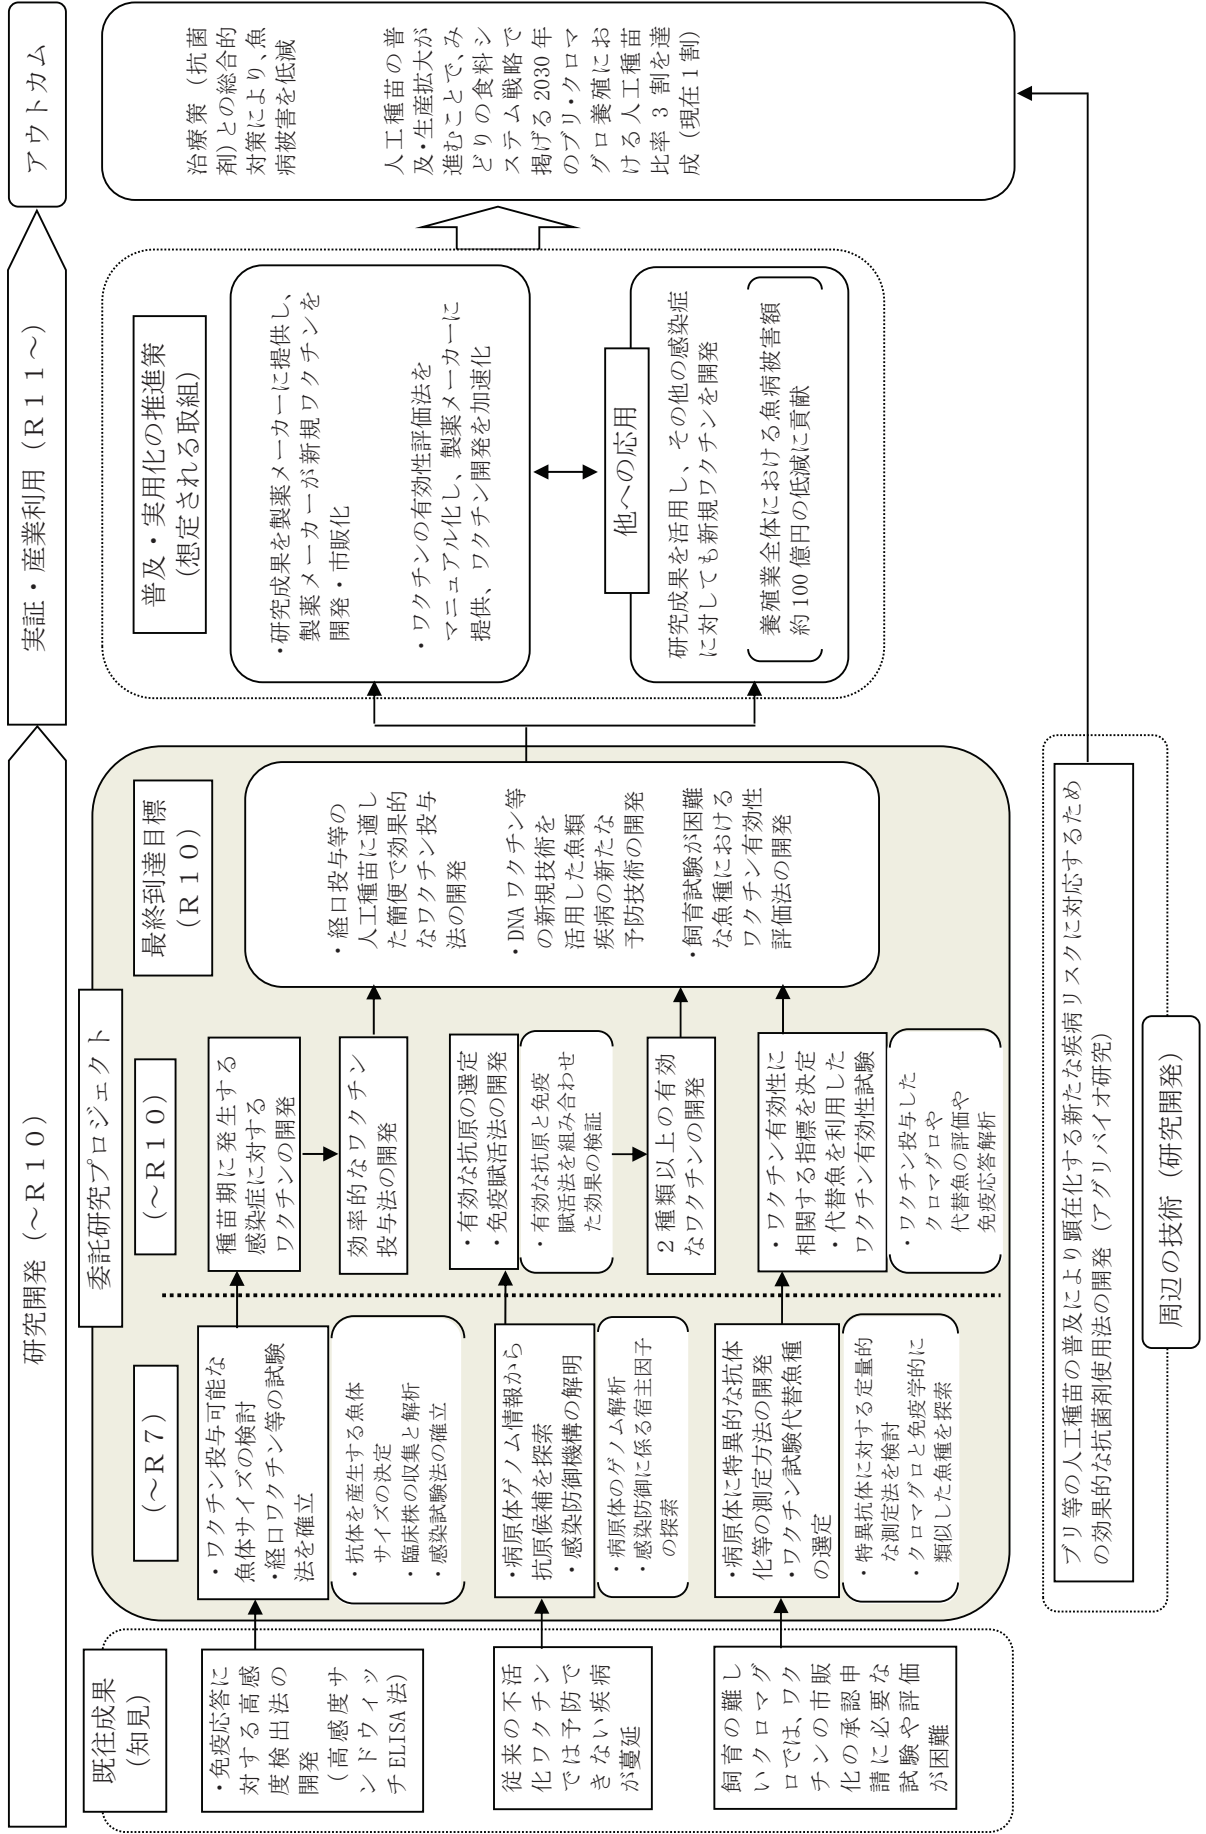 研究開発（～Ｒ１０）
実証・産業利用（Ｒ１１～）
アウトカム
既往成果
（知見）
・免疫応答に
対する高感
度検出法の
開発
（高感度サ
ンドウィッ
チELISA法）
従来の不活
化ワクチン
では予防で
きない疾病
が蔓延
飼育の難し
いクロマグ
ロでは、ワク
チンの市販
化の承認申
請に必要な
試験や評価
が困難
委託研究プロジェクト
（～Ｒ７）
・ワクチン投与可能な
魚体サイズの検討
・経口ワクチン等の試験
法を確立
・抗体を産生する魚体
サイズの決定
・臨床株の収集と解析
・感染試験法の確立
・病原体ゲノム情報から
抗原候補を探索
・感染防御機構の解明
・病原体のゲノム解析
・感染防御に係る宿主因子
の探索
・病原体に特異的な抗体
化等の測定方法の開発
・ワクチン試験代替魚種
の選定
・特異抗体に対する定量的
な測定法を検討
・クロマグロと免疫学的に
類似した魚種を探索
（～Ｒ１０）
種苗期に発生する
感染症に対する
ワクチンの開発
効率的なワクチン
投与法の開発
・有効な抗原の選定
・免疫賦活法の開発
・有効な抗原と免疫
賦活法を組み合わせ
た効果の検証
２種類以上の有効
なワクチンの開発
・ワクチン有効性に
相関する指標を決定
・代替魚を利用した
ワクチン有効性試験
・ワクチン投与した
クロマグロや
代替魚の評価や
免疫応答解析
最終到達目標
（Ｒ１０）
・経口投与等の
人工種苗に適し
た簡便で効果的
なワクチン投与
法の開発
・DNAワクチン等
の新規技術を
活用した魚類
疾病の新たな
予防技術の開発
・飼育試験が困難
な魚種における
ワクチン有効性
評価法の開発
普及・実用化の推進策
（想定される取組）
・研究成果を製薬メーカーに提供し、
製薬メーカーが新規ワクチンを
開発・市販化
・ワクチンの有効性評価法を
マニュアル化し、製薬メーカーに
提供、ワクチン開発を加速化
他への応用
研究成果を活用し、その他の感染症
に対しても新規ワクチンを開発
養殖業全体における魚病被害額
約100億円の低減に貢献
治療策（抗菌
剤）との総合的
対策により、魚
病被害を低減
人工種苗の普
及・生産拡大が
進むことで、み
どりの食料シ
ステム戦略で
掲げる2030年
のブリ・クロマ
グロ養殖にお
ける人工種苗
比率３割を達
成（現在１割）
ブリ等の人工種苗の普及により顕在化する新たな疾病リスクに対応するため
の効果的な抗菌剤使用法の開発（アグリバイオ研究）
周辺の技術（研究開発）